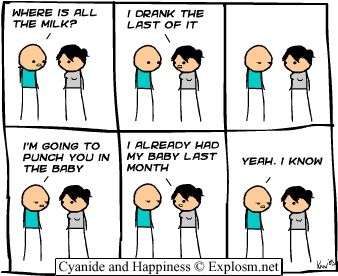 WHERE IS ALL
THE MILK?
I DRANK THE
LAST OF IT
I'M GOING TO
PUNCH YOU IN
THE BABY
I ALREADY HAD
MY BABY LAST
MONTH
YEAH. I KNOW
Cyanide and Happiness © Explosm.net